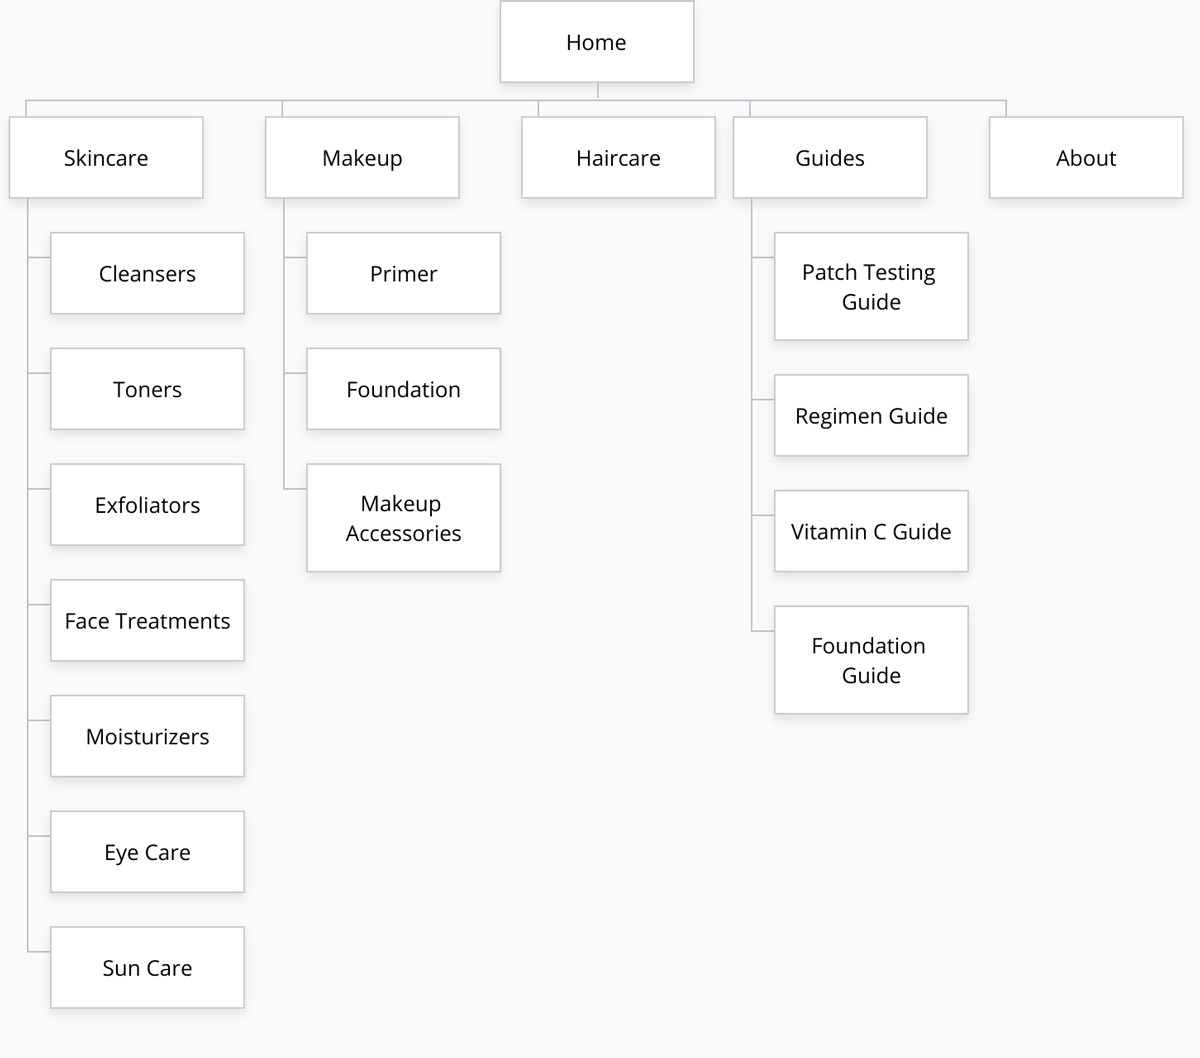 Home
Skincare
Makeup
Haircare
Guides
About
Cleansers
Toners
Exfoliators
Face Treatments
Moisturizers
Eye Care
Sun Care
Primer
Foundation
Makeup
Accessories
Patch Testing
Guide
Regimen Guide
Vitamin C Guide
Foundation
Guide